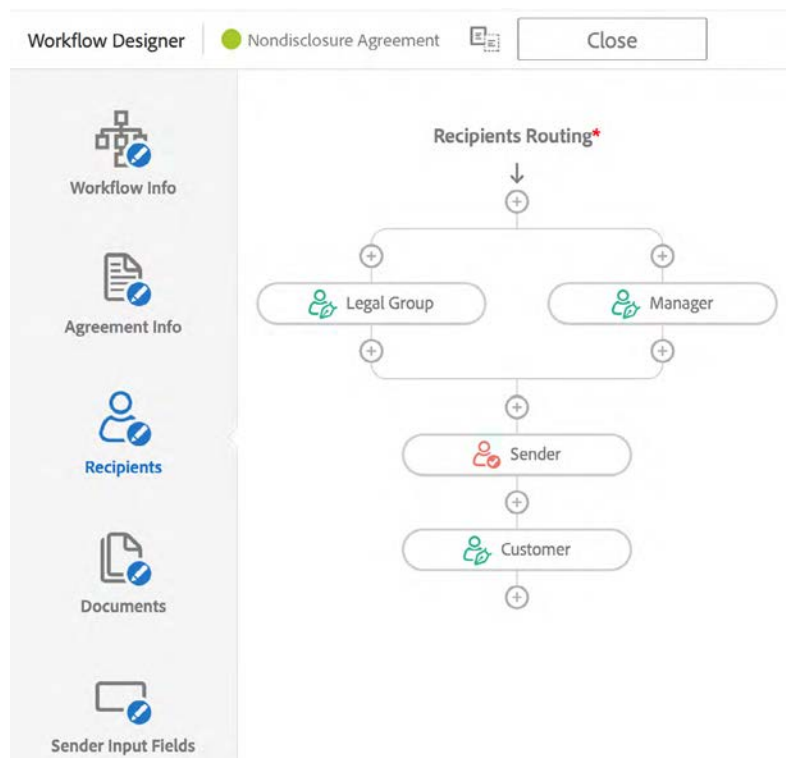 Workflow Designer
Nondisclosure Agreement
Close
Workflow Info
Agreement Info
Recipients
Documents
Sender Input Fields
Recipients Routing*
Legal Group
Manager
Sender
Customer